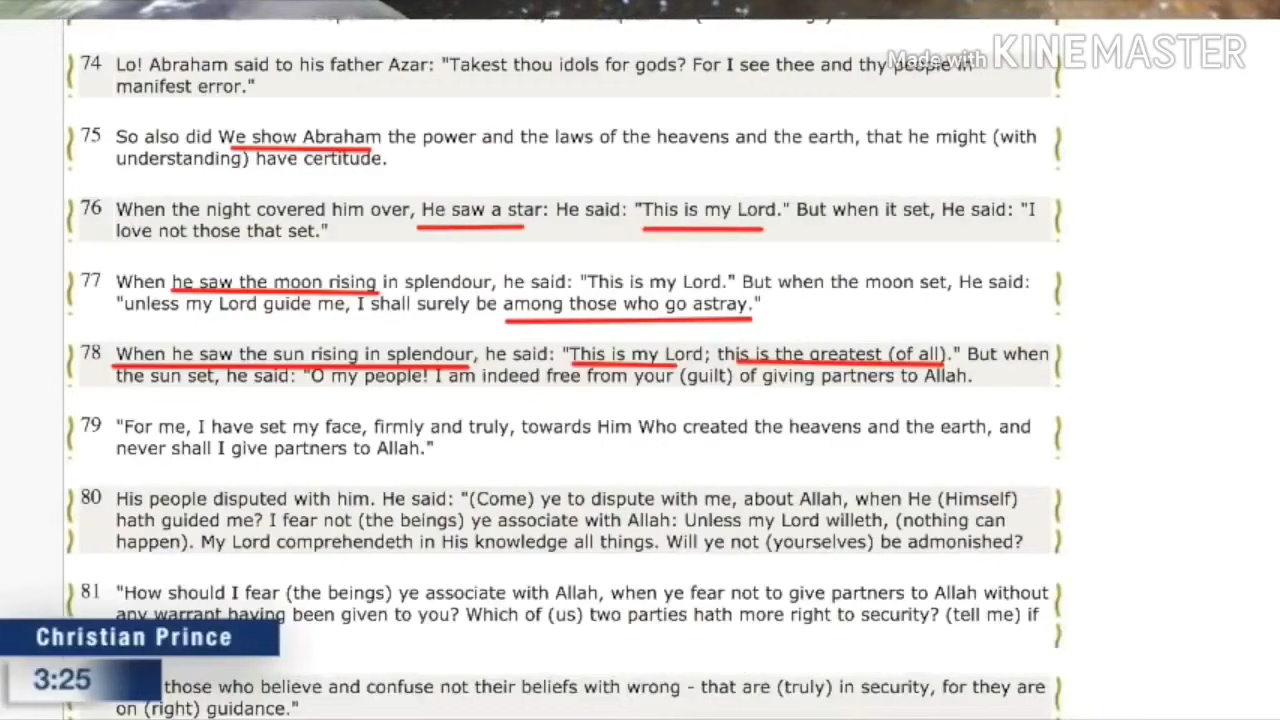 Made with KINEMASTER
74 Lo! Abraham said to his father Azar: "Takest thou idols for gods? For I see thee and thy people in
manifest error."
75 So also did We show Abraham the power and the laws of the heavens and the earth, that he might (with
understanding) have certitude.
76 When the night covered him over, He saw a star: He said: "This is my Lord." But when it set, He said: "I
love not those that set."
77 When he saw the moon rising in splendour, he said: "This is my Lord." But when the moon set, He said:
"unless my Lord guide me, I shall surely be among those who go astray."
78 When he saw the sun rising in splendour, he said: "This is my Lord; this is the greatest (of all)." But when
the sun set, he said: "O my people! I am indeed free from your (guilt) of giving partners to Allah.
79 "For me, I have set my face, firmly and truly, towards Him Who created the heavens and the earth, and
never shall I give partners to Allah."
80 His people disputed with him. He said: "(Come) ye to dispute with me, about Allah, when He (Himself)
hath guided me? I fear not (the beings) ye associate with Allah: Unless my Lord willeth, (nothing can
happen). My Lord comprehendeth in His knowledge all things. Will ye not (yourselves) be admonished?
81 "How should I fear (the beings) ye associate with Allah, when ye fear not to give partners to Allah without
any warrant having been given to you? Which of (us) two parties hath more right to security? (tell me) if
Christian Prince
3:25
those who believe and confuse not their beliefs with wrong - that are (truly) in security, for they are
on (right) guidance."